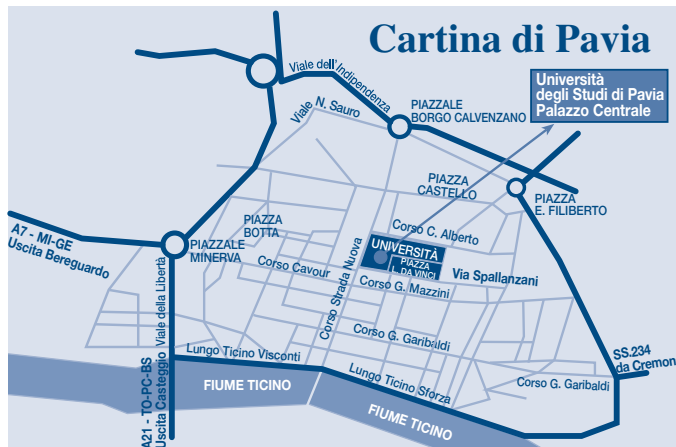 Cartina di Pavia
Viale dell'Indipendenza
Università
degli Studi di Pavia
Palazzo Centrale
Viale N. Sauro
PIAZZALE
BORGO CALVENZANO
PIAZZA
CASTELLO
PIAZZA
E. FILIBERTO
A7 - MI-GE
Uscita Bereguardo
PIAZZALE
MINERVA
PIAZZA
BOTTA
Corso C. Alberto
UNIVERSITÀ
PIAZZA
L. DA VINCI
Via Spallanzani
Corso Cavour
Corso Strada Nuova
Corso G. Mazzini
Viale della Libertà
Corso G. Garibaldi
Lungo Ticino Visconti
Lungo Ticino Sforza
Corso G. Garibaldi
SS.234
da Cremon
FIUME TICINO
FIUME TICINO
A21 - TO-PC-BS
Uscita Casteggio